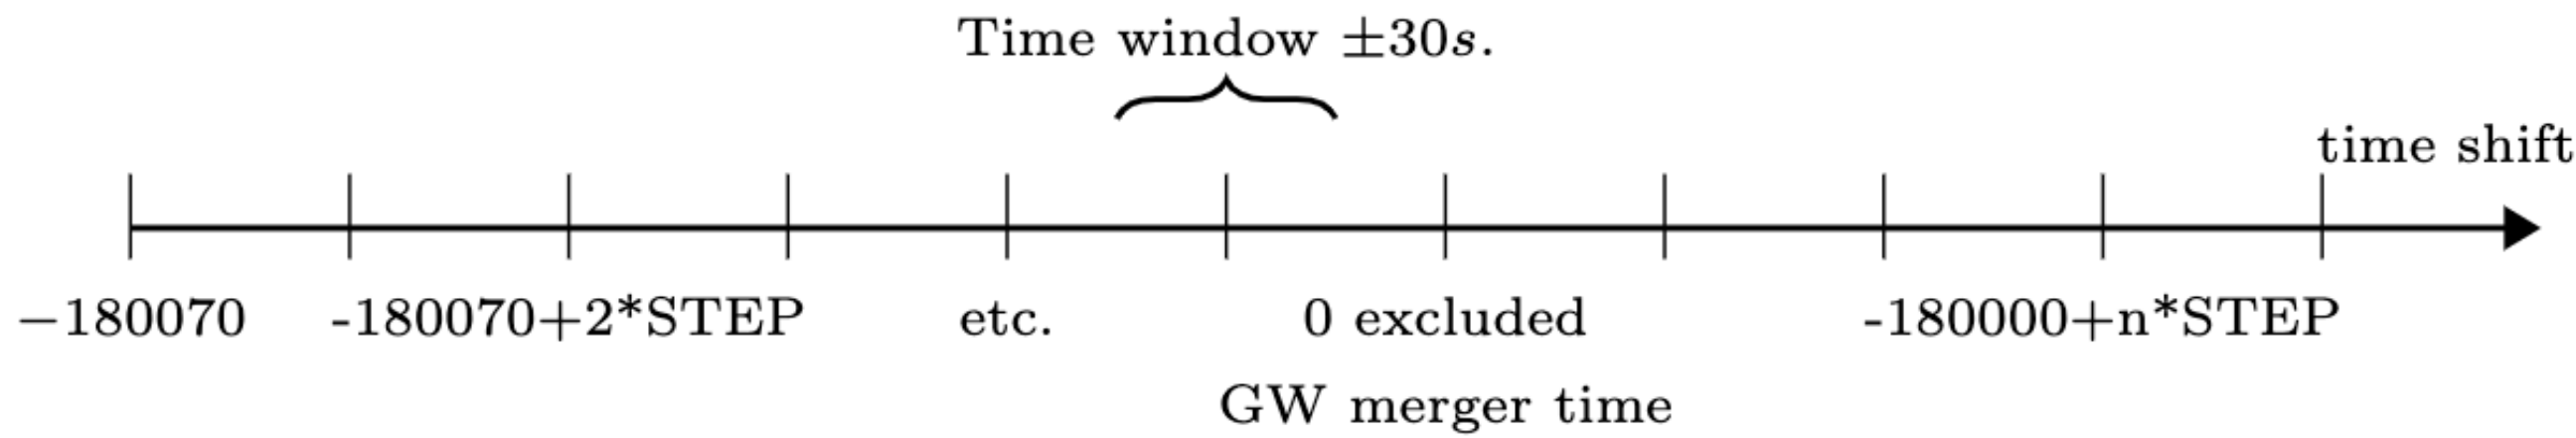 Time window ±30s.
time shift
−180070 -180070+2*STEP etc. 0 excluded -180000+n*STEP
GW merger time